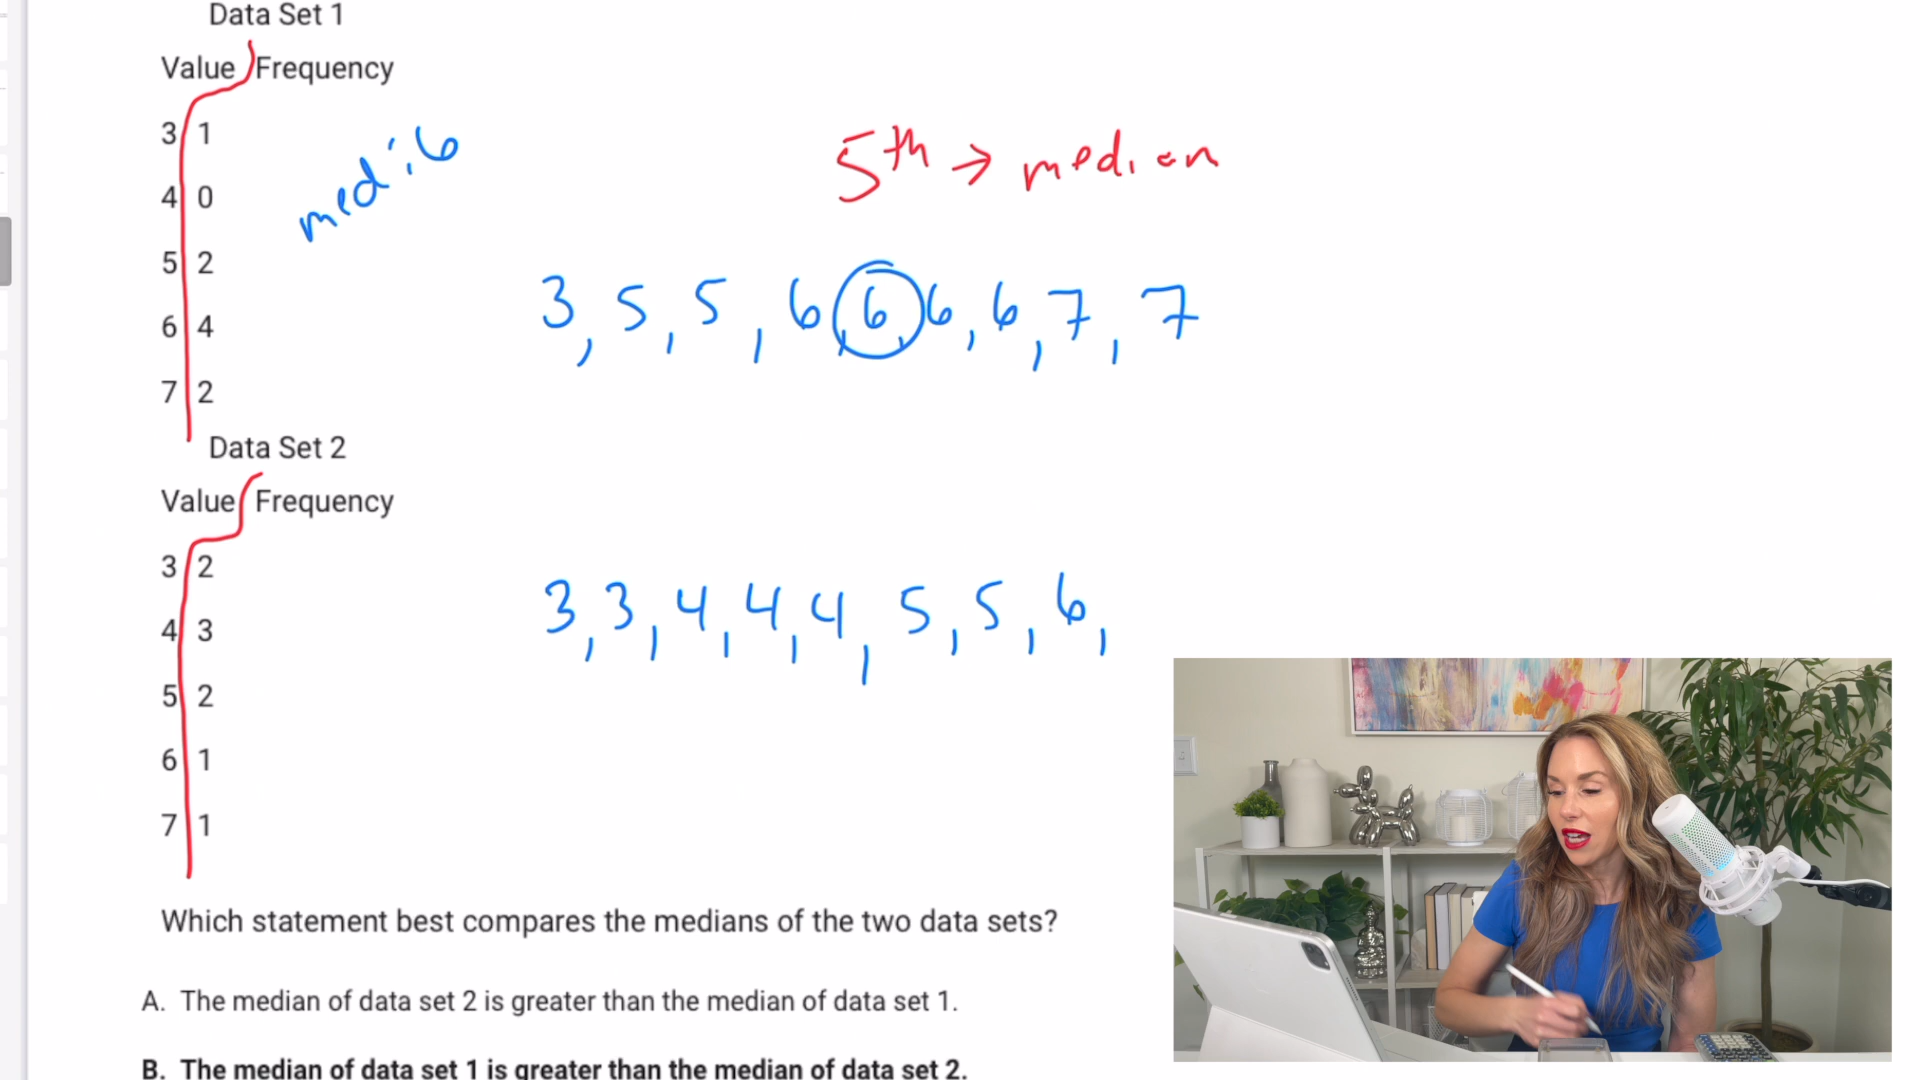 Data Set 1
Value Frequency
3 1
4 0
5 2
6 4
7 2
med: 6
5th → median
3, 5, 5, 6, 6, 6, 6, 7, 7
Data Set 2
Value Frequency
3 2
4 3
5 2
6 1
7 1
3, 3, 4, 4, 4, 5, 5, 6,
Which statement best compares the medians of the two data sets?
A. The median of data set 2 is greater than the median of data set 1.
B. The median of data set 1 is greater than the median of data set 2.